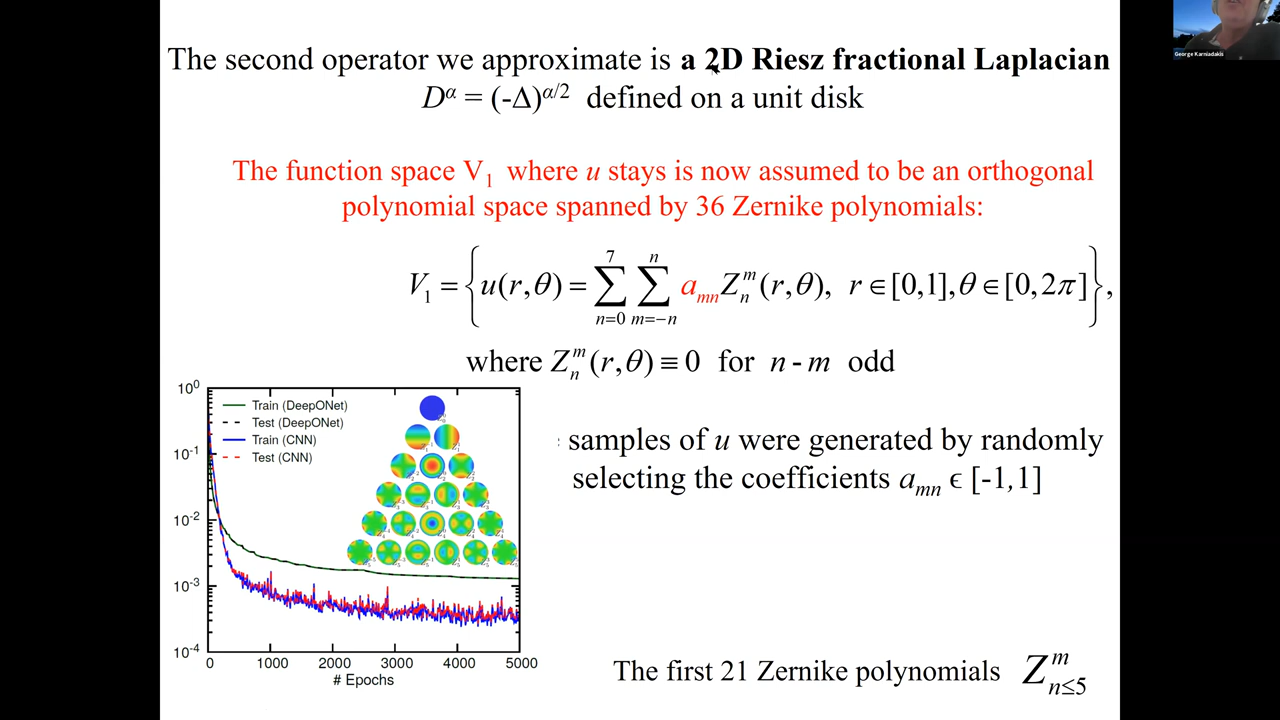 George Karniadakis
The second operator we approximate is a 2D Riesz fractional Laplacian
Dᵅ = (-Δ)^{α/2} defined on a unit disk
The function space V₁ where u stays is now assumed to be an orthogonal
polynomial space spanned by 36 Zernike polynomials:
V₁ = { u(r,θ) = ∑_{n=0}^{7} ∑_{m=-n}^{n} a_{mn} Z_n^m (r,θ), r ∈ [0,1], θ ∈ [0, 2π] },
where Z_n^m (r,θ) ≡ 0 for n - m odd
samples of u were generated by randomly
selecting the coefficients a_{mn} ϵ [-1,1]
10⁰
10⁻¹
10⁻²
10⁻³
10⁻⁴
Train (DeepONet)
Test (DeepONet)
Train (CNN)
Test (CNN)
0 1000 2000 3000 4000 5000
# Epochs
The first 21 Zernike polynomials Z_{n≤5}^m